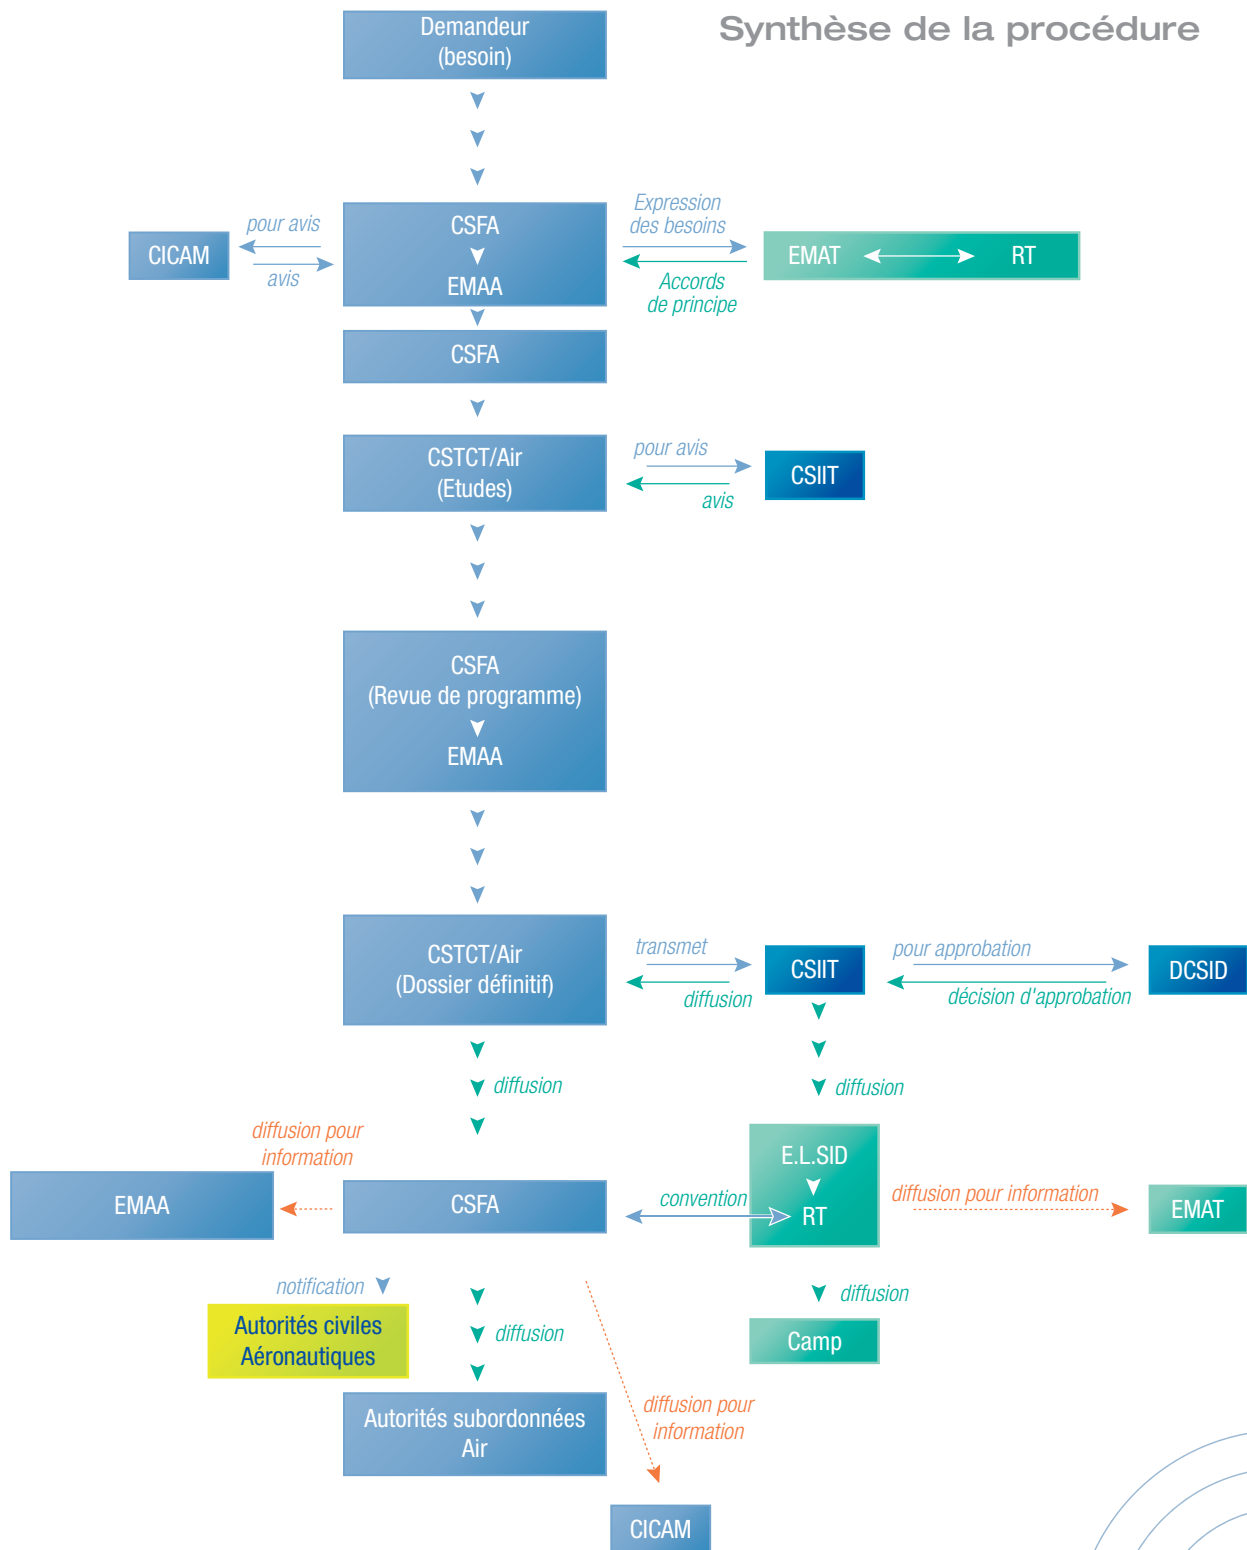 Synthèse de la procédure
Demandeur
(besoin)
CICAM
pour avis
avis
CSFA
EMAA
Expression
des besoins
Accords
de principe
EMAT
RT
CSFA
CSTCT/Air
(Etudes)
pour avis
avis
CSIIT
CSFA
(Revue de programme)
EMAA
CSTCT/Air
(Dossier définitif)
transmet
diffusion
CSIIT
pour approbation
décision d'approbation
DCSID
diffusion
diffusion
diffusion pour
information
EMAA
CSFA
convention
E.L.SID
RT
diffusion pour information
EMAT
notification
Autorités civiles
Aéronautiques
diffusion
diffusion
Camp
Autorités subordonnées
Air
diffusion pour
information
CICAM